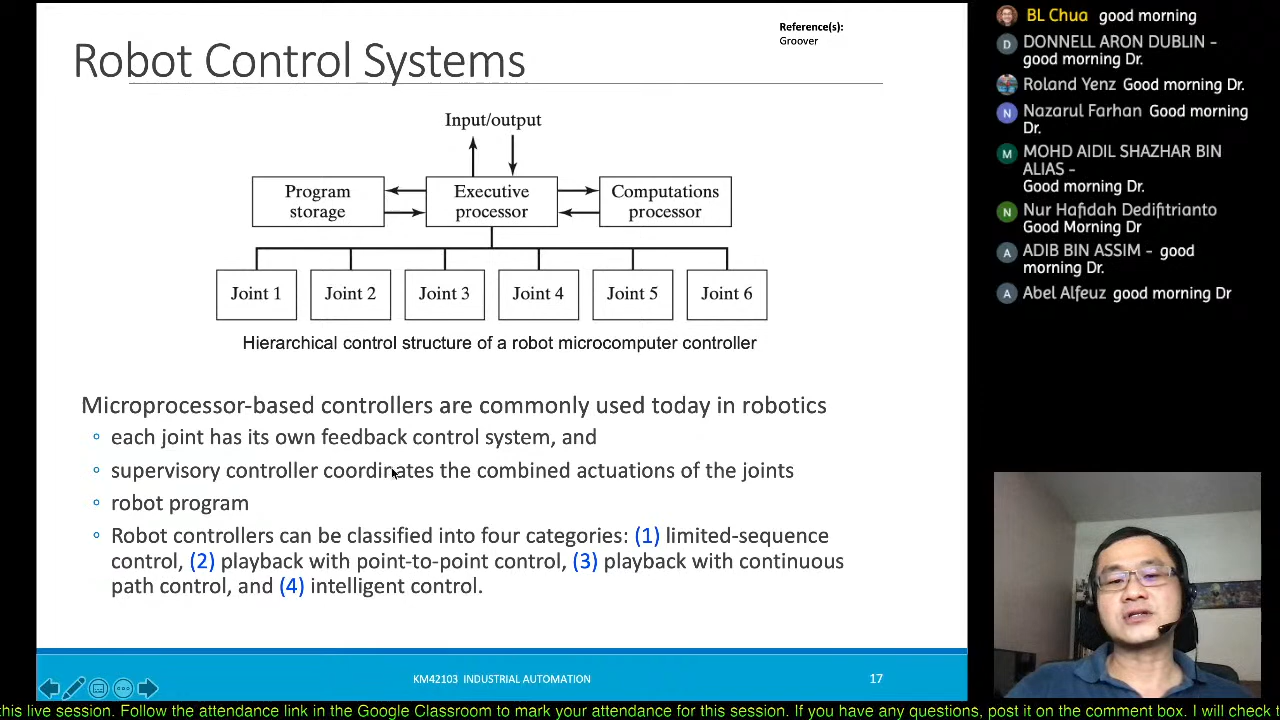 Robot Control Systems
Reference(s):
Groover
Input/output
Program
storage
Executive
processor
Computations
processor
Joint 1
Joint 2
Joint 3
Joint 4
Joint 5
Joint 6
Hierarchical control structure of a robot microcomputer controller
Microprocessor-based controllers are commonly used today in robotics
◦ each joint has its own feedback control system, and
◦ supervisory controller coordinates the combined actuations of the joints
◦ robot program
◦ Robot controllers can be classified into four categories: (1) limited-sequence
control, (2) playback with point-to-point control, (3) playback with continuous
path control, and (4) intelligent control.
KM42103 INDUSTRIAL AUTOMATION
17
BL Chua good morning
D
DONNELL ARON DUBLIN -
good morning Dr.
Roland Yenz Good morning Dr.
N
Nazarul Farhan Good morning
Dr.
M
MOHD AIDIL SHAZHAR BIN
ALIAS -
Good morning Dr.
N
Nur Hafidah Dedifitrianto
Good Morning Dr
A
ADIB BIN ASSIM - good
morning Dr.
A
Abel Alfeuz good morning Dr
this live session. Follow the attendance link in the Google Classroom to mark your attendance for this session. If you have any questions, post it on the comment box. I will check